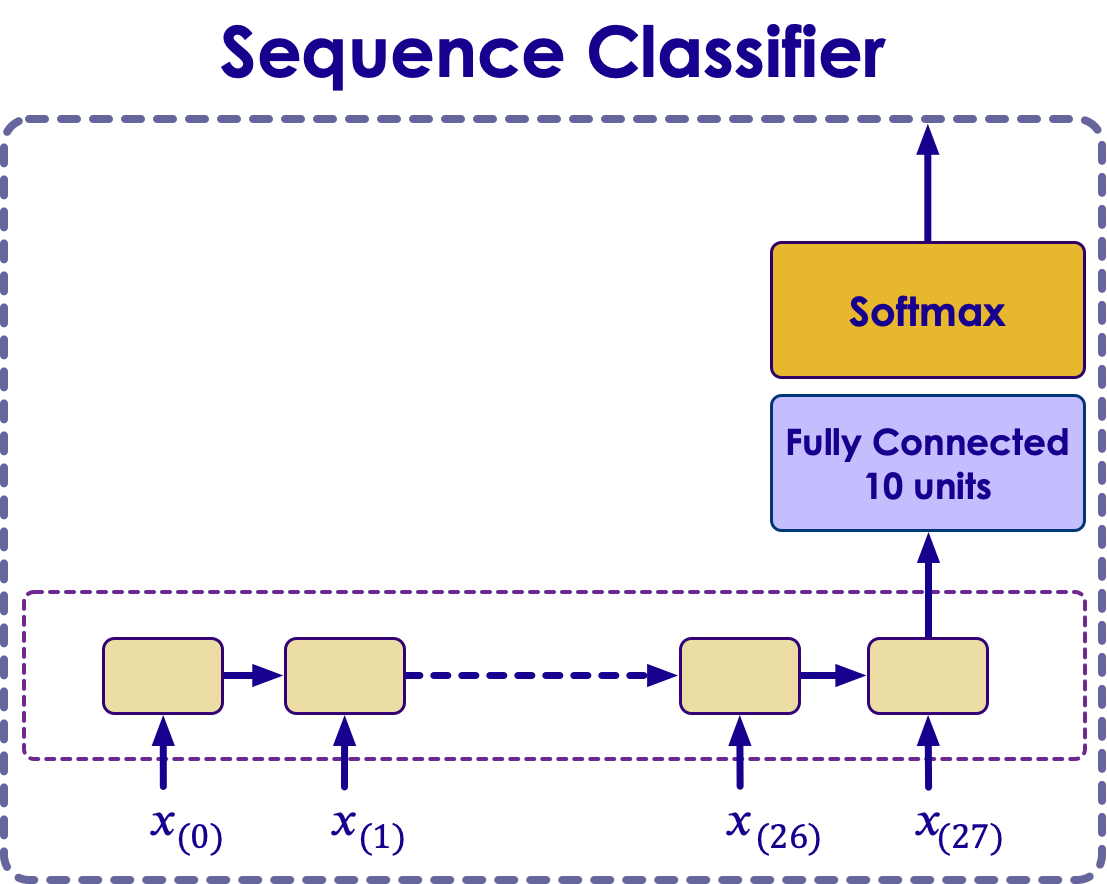 Sequence Classifier
Softmax
Fully Connected
10 units
x(0) x(1) x(26) x(27)